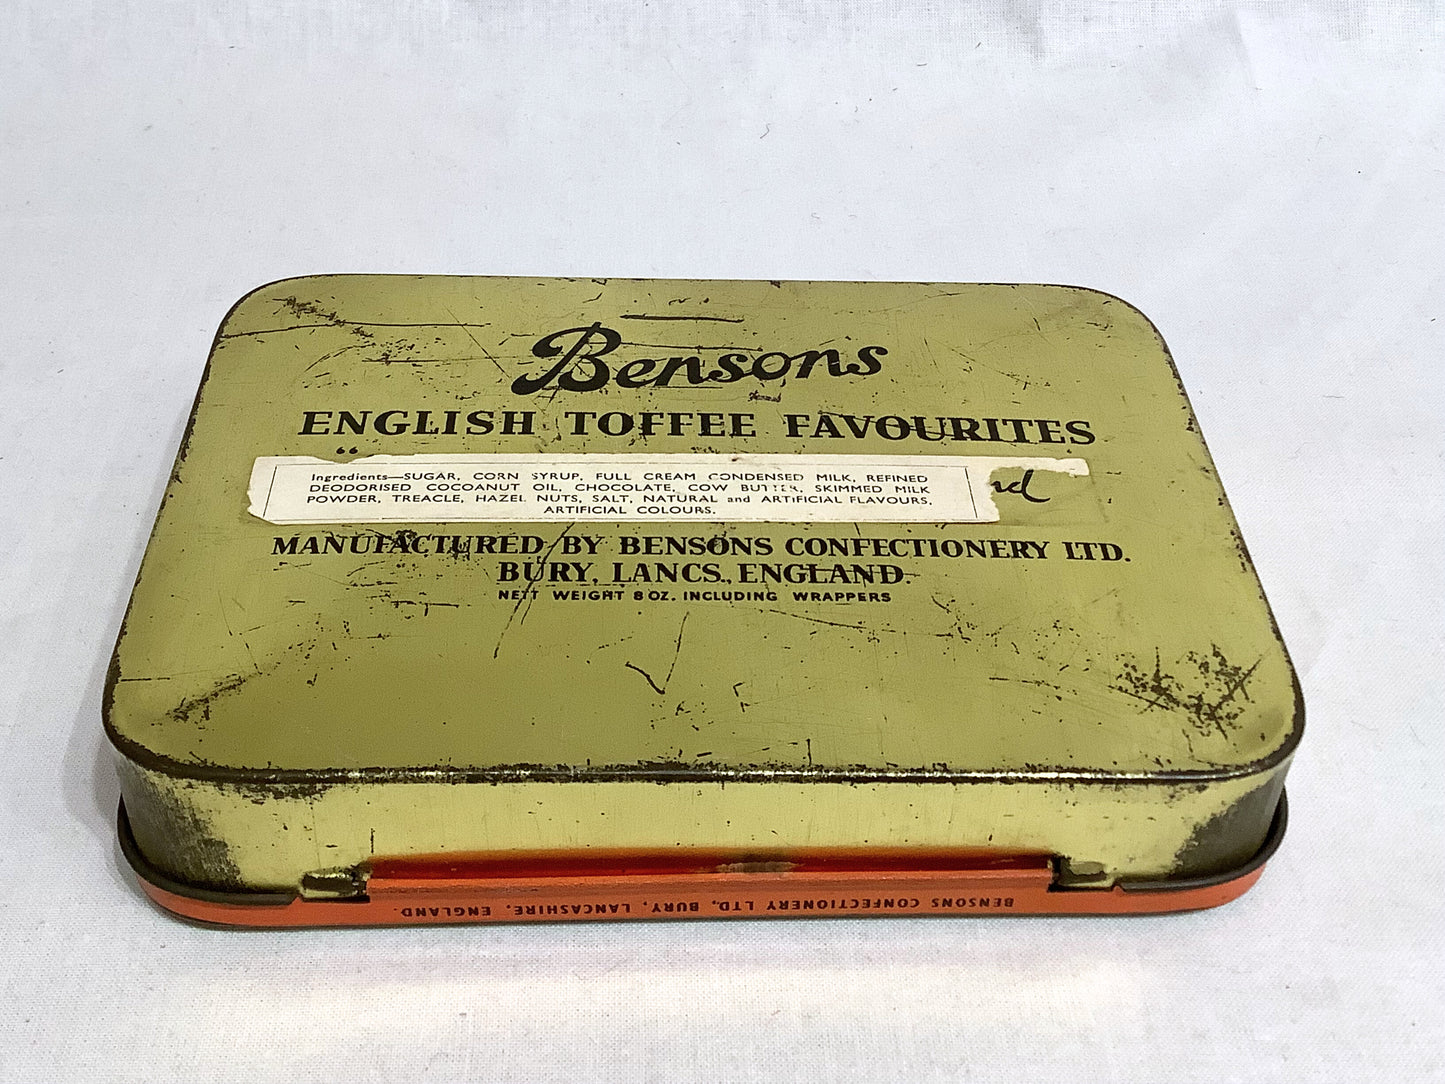 Bensons
ENGLISH TOFFEE FAVOURITES
“
Ingredients—SUGAR, CORN SYRUP, FULL CREAM CONDENSED MILK, REFINED
DEODORISED COCOANUT OIL, CHOCOLATE, COW BUTTER, SKIMMED MILK
POWDER, TREACLE, HAZEL NUTS, SALT, NATURAL and ARTIFICIAL FLAVOURS,
ARTIFICIAL COLOURS.
MANUFACTURED BY BENSONS CONFECTIONERY LTD.
BURY, LANCS., ENGLAND.
NETT WEIGHT 8 OZ. INCLUDING WRAPPERS
BENSONS CONFECTIONERY LTD, BURY, LANCASHIRE, ENGLAND.